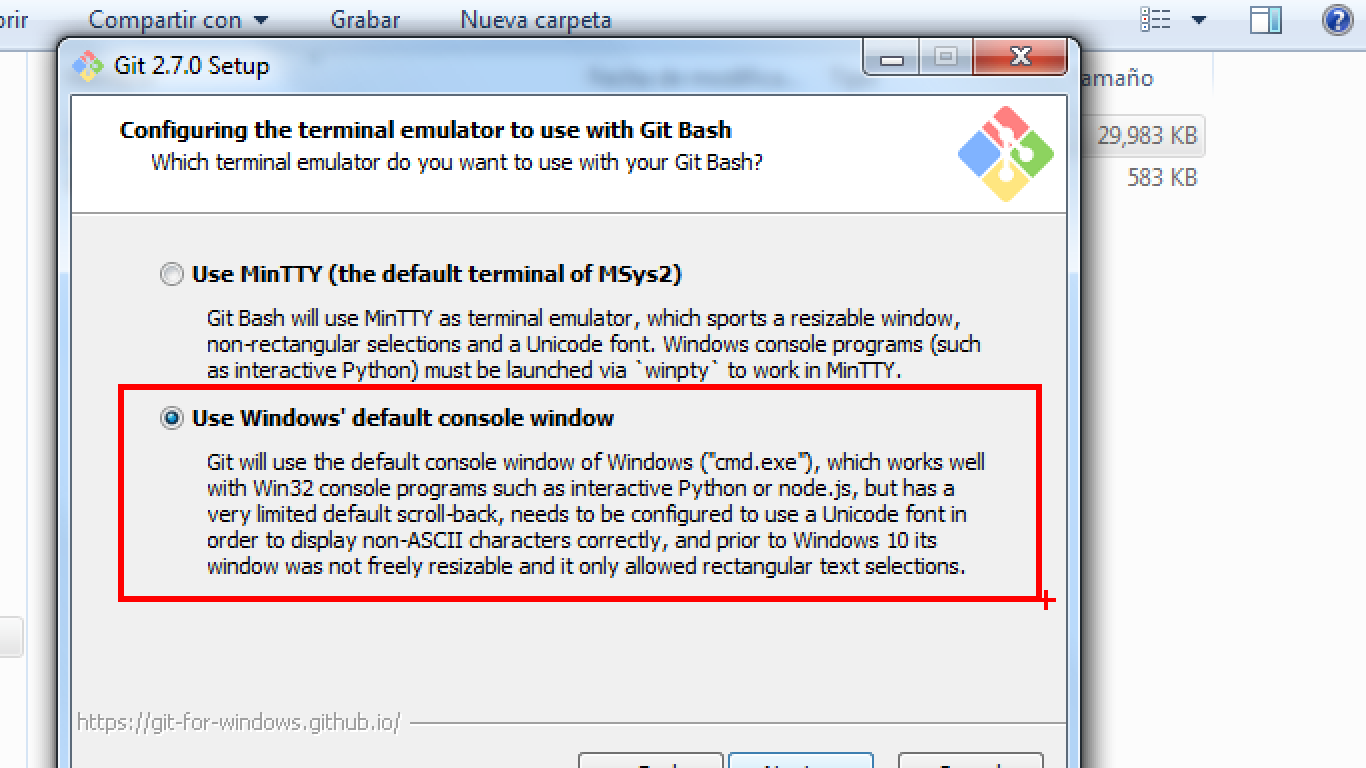 Compartir con Grabar Nueva carpeta
Git 2.7.0 Setup
Configuring the terminal emulator to use with Git Bash
Which terminal emulator do you want to use with your Git Bash?
29,983 KB
583 KB
Use MinTTY (the default terminal of MSys2)
Git Bash will use MinTTY as terminal emulator, which sports a resizable window,
non-rectangular selections and a Unicode font. Windows console programs (such
as interactive Python) must be launched via `winpty` to work in MinTTY.
Use Windows' default console window
Git will use the default console window of Windows ("cmd.exe"), which works well
with Win32 console programs such as interactive Python or node.js, but has a
very limited default scroll-back, needs to be configured to use a Unicode font in
order to display non-ASCII characters correctly, and prior to Windows 10 its
window was not freely resizable and it only allowed rectangular text selections.
https://git-for-windows.github.io/